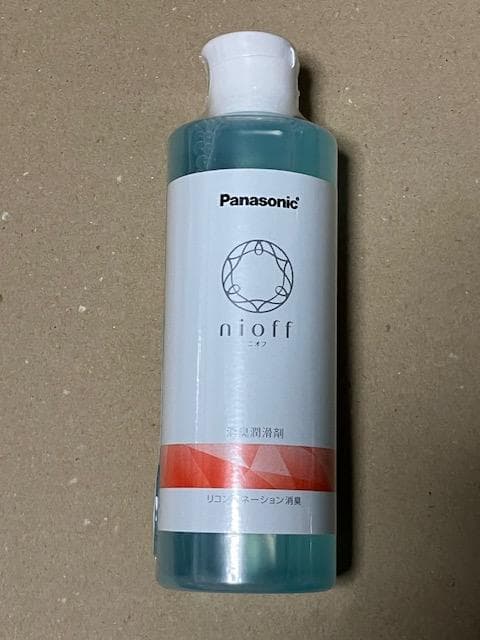 Panasonic
nioff
ニオフ
消臭潤滑剤
リコンビネーション消臭